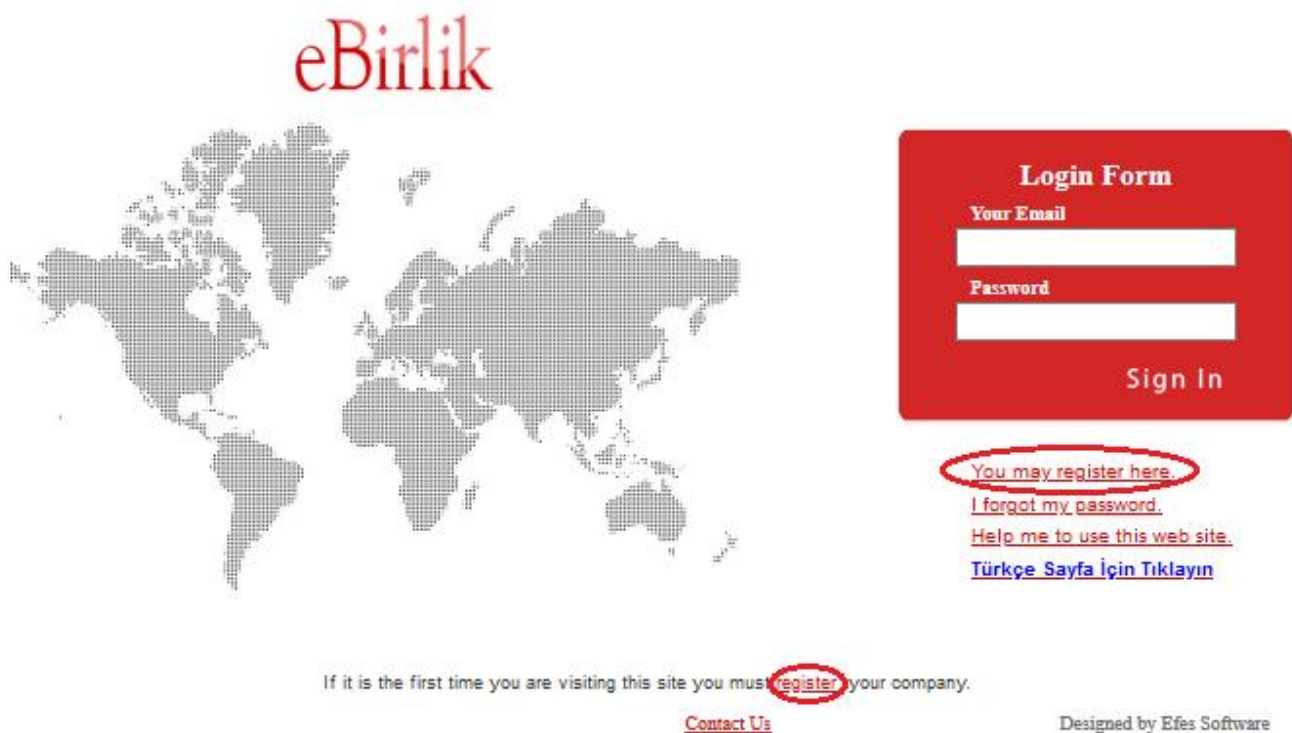 eBirlik
Login Form
Your Email
Password
Sign In
You may register here.
I forgot my password.
Help me to use this web site.
Türkçe Sayfa İçin Tıklayın
If it is the first time you are visiting this site you must register your company.
Contact Us
Designed by Efes Software